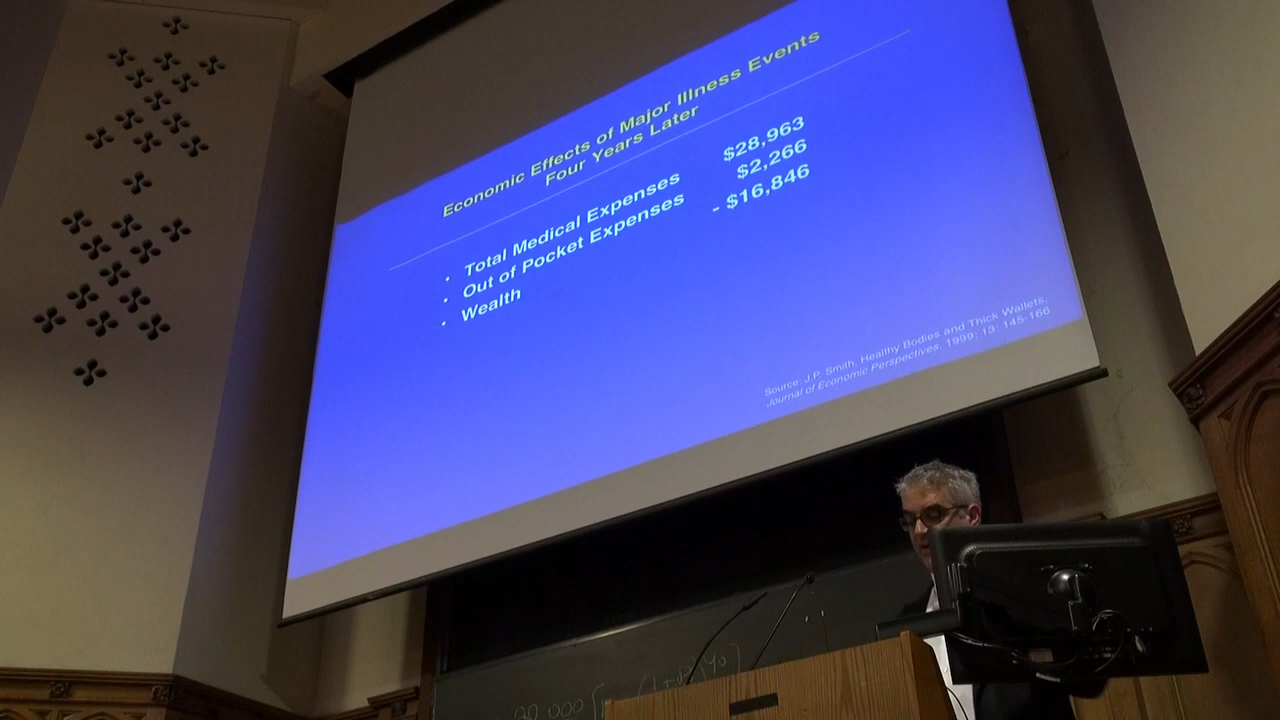 Economic Effects of Major Illness Events
Four Years Later
• Total Medical Expenses $28,963
• Out of Pocket Expenses $2,266
• Wealth - $16,846
Source: J.P. Smith, Healthy Bodies and Thick Wallets,
Journal of Economic Perspectives, 1999; 13: 145-166